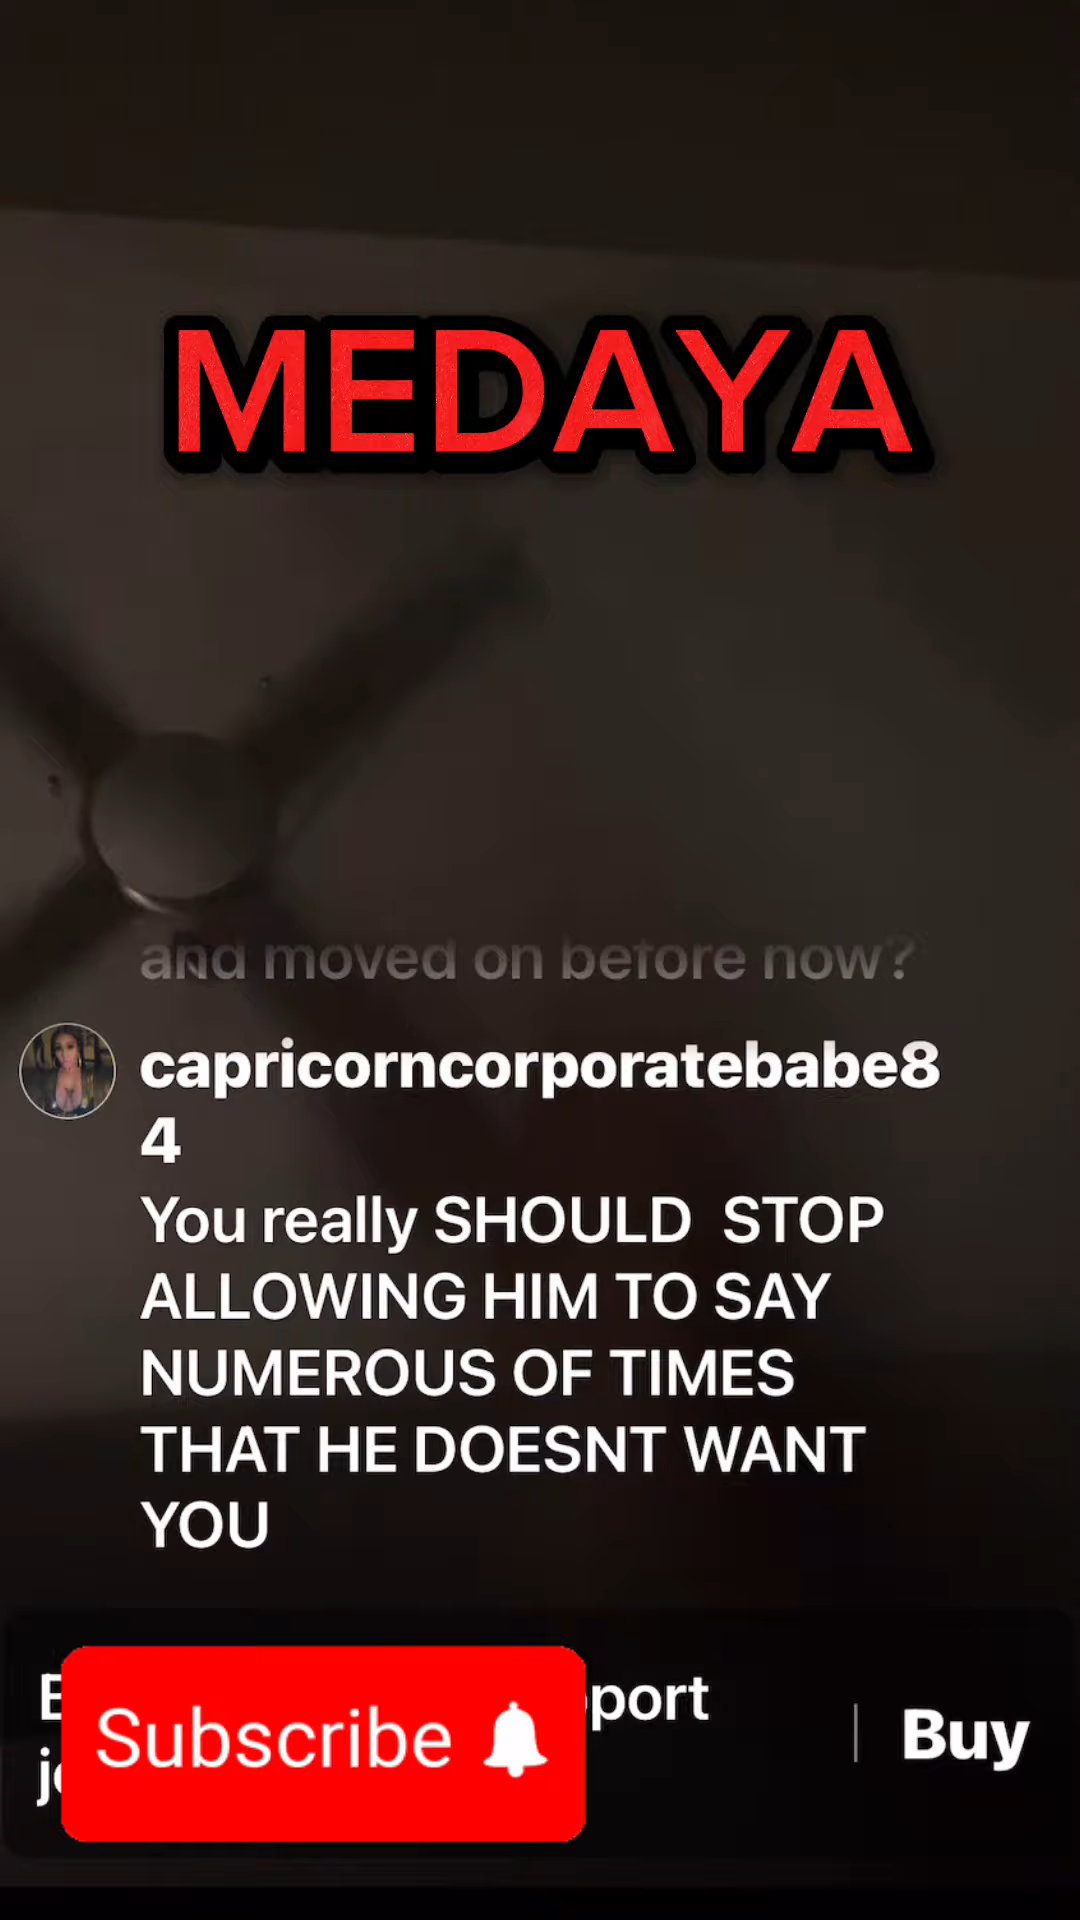 MEDAYA
and moved on before now?
capricorncorporatebabe8
4
You really SHOULD  STOP
ALLOWING HIM TO SAY
NUMEROUS OF TIMES
THAT HE DOESNT WANT
YOU
Subscribe
Buy